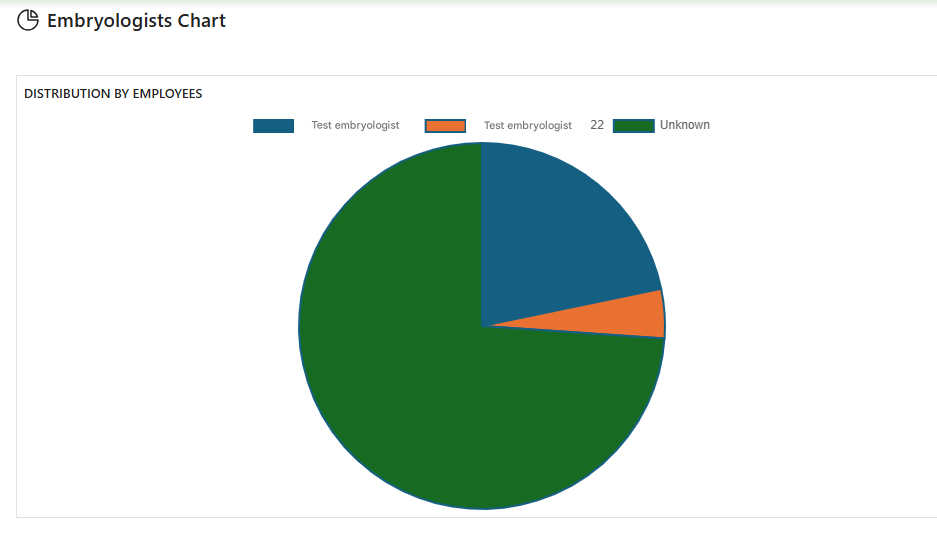 Embryologists Chart
DISTRIBUTION BY EMPLOYEES
Test embryologist Test embryologist 22 Unknown